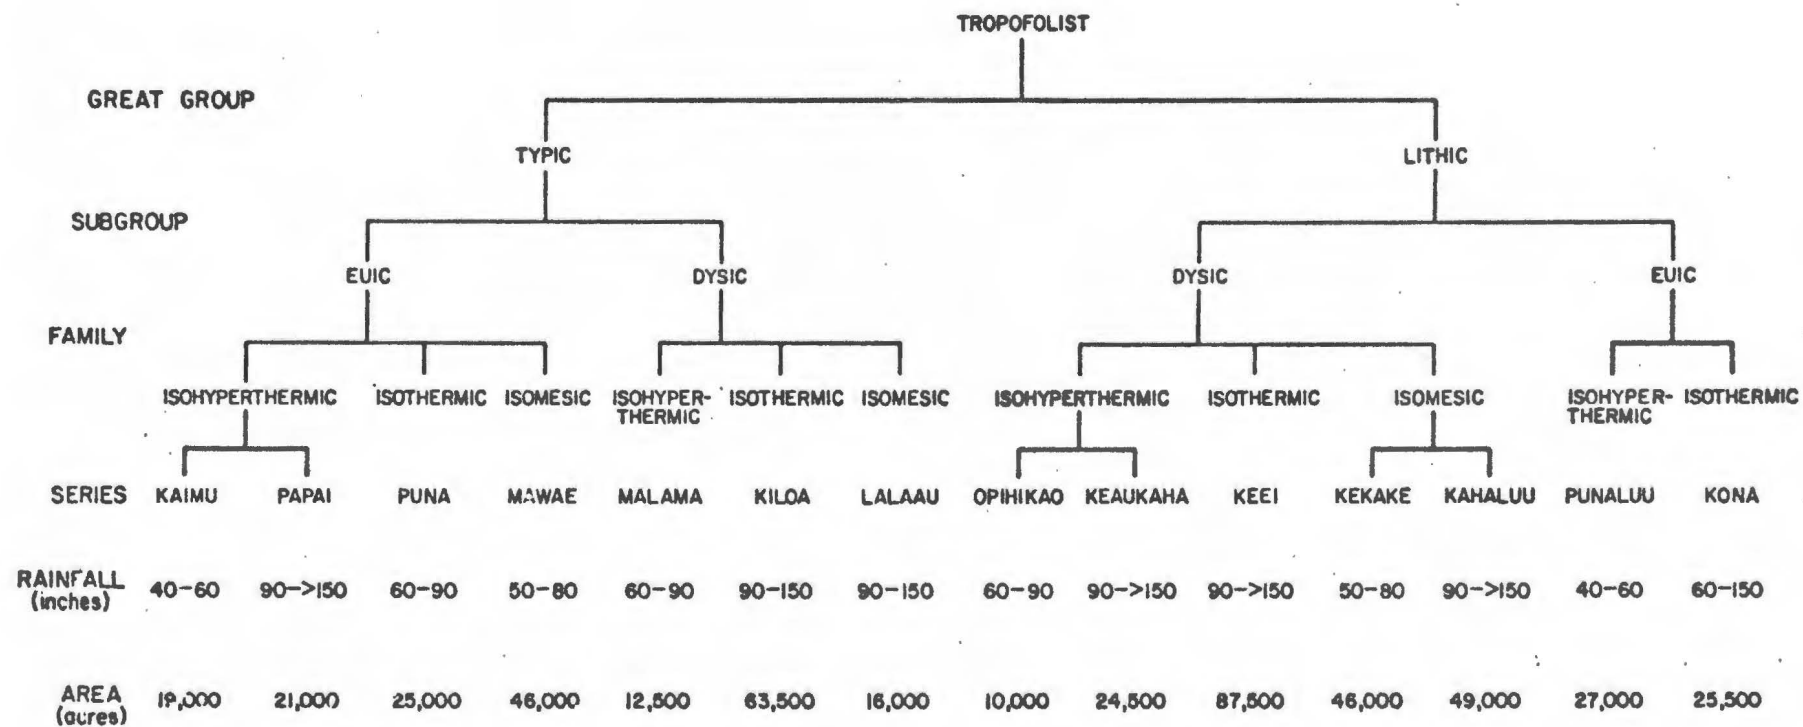 TROPOFOLIST
GREAT GROUP
TYPIC LITHIC
SUBGROUP
EUIC DYSIC DYSIC EUIC
FAMILY
ISOHYPERTHERMIC ISOTHERMIC ISOMESIC ISOHYPER- ISOTHERMIC ISOMESIC ISOHYPERTHERMIC ISOTHERMIC ISOMESIC ISOHYPER- ISOTHERMIC
THERMIC THERMIC
SERIES KAIMU PAPAI PUNA MAWAE MALAMA KILOA LALAAU OPIHIKAO KEAUKAHA KEEI KEKAKE KAHALUU PUNALUU KONA
RAINFALL
(inches) 40-60 90->150 60-90 50-80 60-90 90-150 90-150 60-90 90->150 90->150 50-80 90->150 40-60 60-150
AREA
(acres) 19,000 21,000 25,000 46,000 12,500 63,500 16,000 10,000 24,500 87,500 46,000 49,000 27,000 25,500